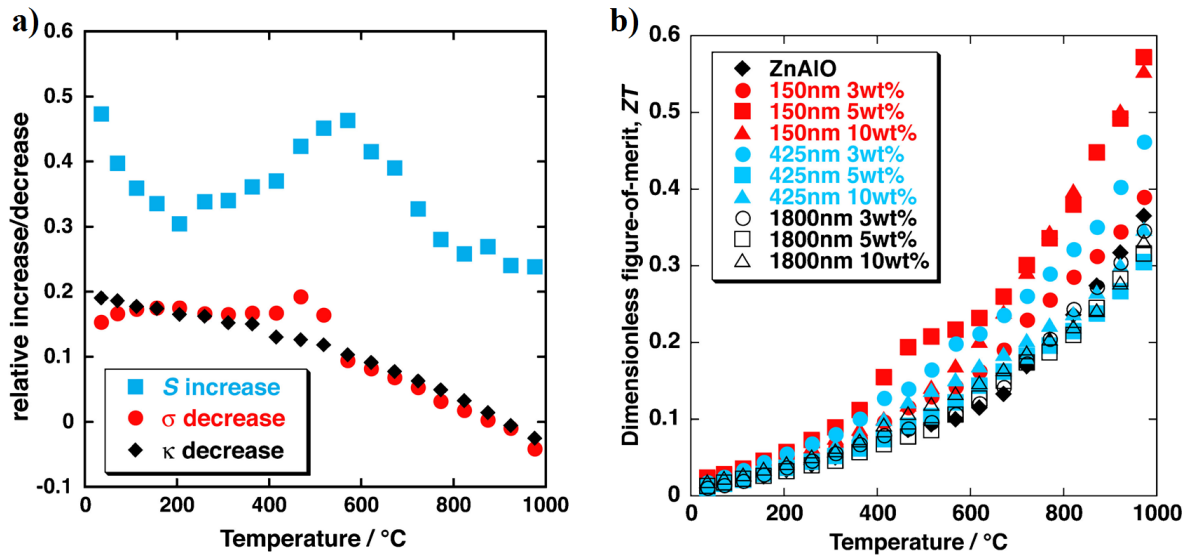 a)
0.6
0.5
0.4
0.3
0.2
0.1
0
-0.1
relative increase/decrease
S increase
σ decrease
κ decrease
0 200 400 600 800 1000
Temperature / °C
b)
0.6
0.5
0.4
0.3
0.2
0.1
0
Dimensionless figure-of-merit, ZT
ZnAlO
150nm 3wt%
150nm 5wt%
150nm 10wt%
425nm 3wt%
425nm 5wt%
425nm 10wt%
1800nm 3wt%
1800nm 5wt%
1800nm 10wt%
0 200 400 600 800 1000
Temperature / °C